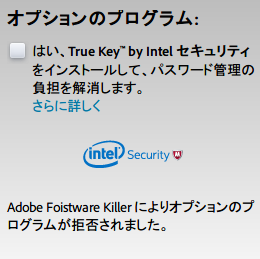 オプションのプログラム:
はい、True Key™ by Intel セキュリティ
をインストールして、パスワード管理の
負担を解消します。
さらに詳しく
intel Security
Adobe Foistware Killer によりオプションのプ
ログラムが拒否されました。